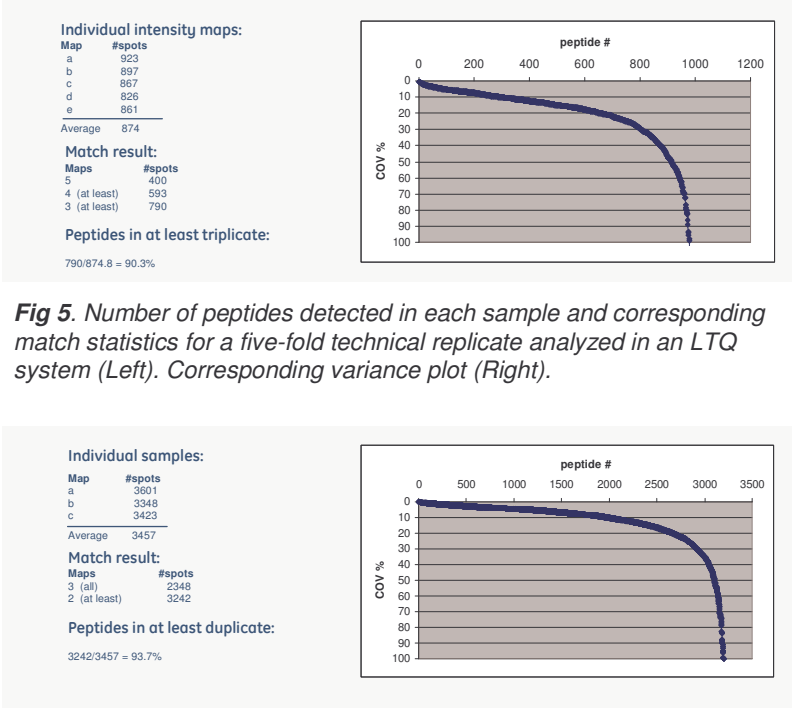 Individual intensity maps:
Map #spots
a 923
b 897
c 867
d 826
e 861
Average 874
Match result:
Maps #spots
5 400
4 (at least) 593
3 (at least) 790
Peptides in at least triplicate:
790/874.8 = 90.3%
peptide #
0 200 400 600 800 1000 1200
COV %
0
10
20
30
40
50
60
70
80
90
100
Fig 5. Number of peptides detected in each sample and corresponding
match statistics for a five-fold technical replicate analyzed in an LTQ
system (Left). Corresponding variance plot (Right).
Individual samples:
Map #spots
a 3601
b 3348
c 3423
Average 3457
Match result:
Maps #spots
3 (all) 2348
2 (at least) 3242
Peptides in at least duplicate:
3242/3457 = 93.7%
peptide #
0 500 1000 1500 2000 2500 3000 3500
COV %
0
10
20
30
40
50
60
70
80
90
100